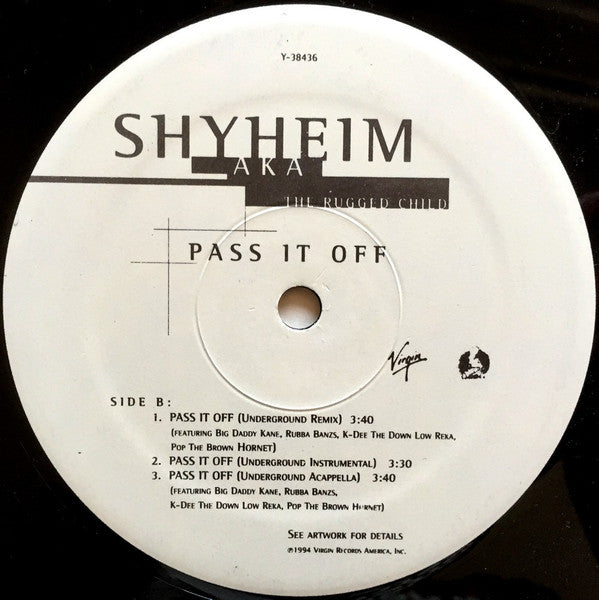 Y-38436
SHYHEIM
AKA
THE RUGGED CHILD
PASS IT OFF
Virgin
SIDE B:
1. PASS IT OFF (UNDERGROUND REMIX) 3:40
(FEATURING BIG DADDY KANE, RUBBA BANZS, K-DEE THE DOWN LOW REKA,
POP THE BROWN HORNET)
2. PASS IT OFF (UNDERGROUND INSTRUMENTAL) 3:30
3. PASS IT OFF (UNDERGROUND ACAPPELLA) 3:40
(FEATURING BIG DADDY KANE, RUBBA BANZS,
K-DEE THE DOWN LOW REKA, POP THE BROWN HORNET)
SEE ARTWORK FOR DETAILS
℗1994 VIRGIN RECORDS AMERICA, INC.